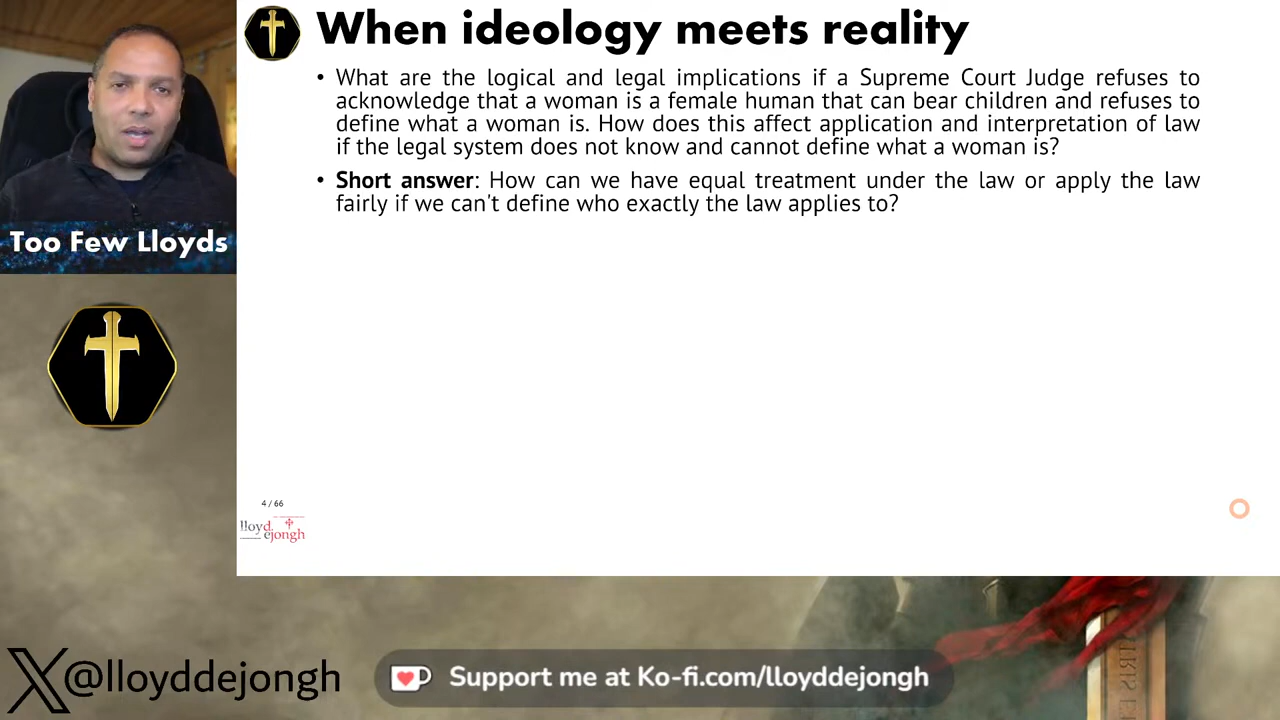 When ideology meets reality
• What are the logical and legal implications if a Supreme Court Judge refuses to
acknowledge that a woman is a female human that can bear children and refuses to
define what a woman is. How does this affect application and interpretation of law
if the legal system does not know and cannot define what a woman is?
• Short answer: How can we have equal treatment under the law or apply the law
fairly if we can't define who exactly the law applies to?
Too Few Lloyds
4 / 66
lloyd
ejongh
X@lloyddejongh
Support me at Ko-fi.com/lloyddejongh